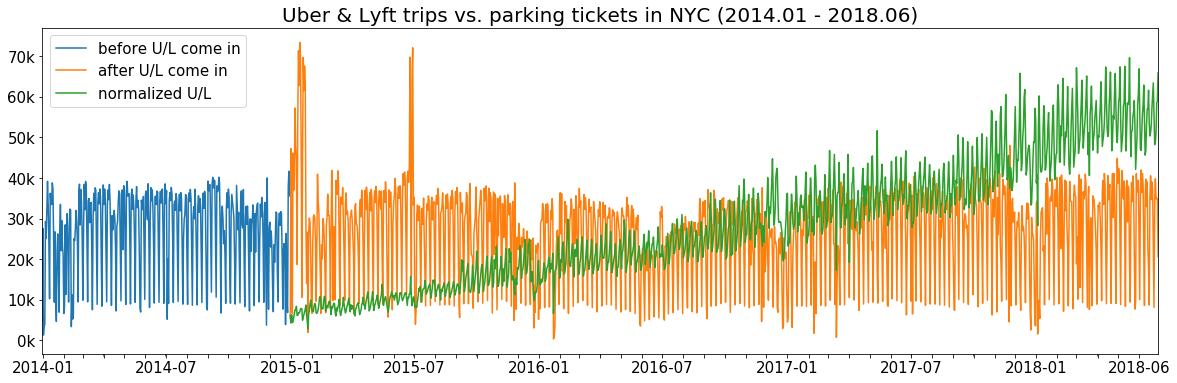 Uber & Lyft trips vs. parking tickets in NYC (2014.01 - 2018.06)
before U/L come in
after U/L come in
normalized U/L
70k
60k
50k
40k
30k
20k
10k
0k
2014-01 2014-07 2015-01 2015-07 2016-01 2016-07 2017-01 2017-07 2018-01 2018-06